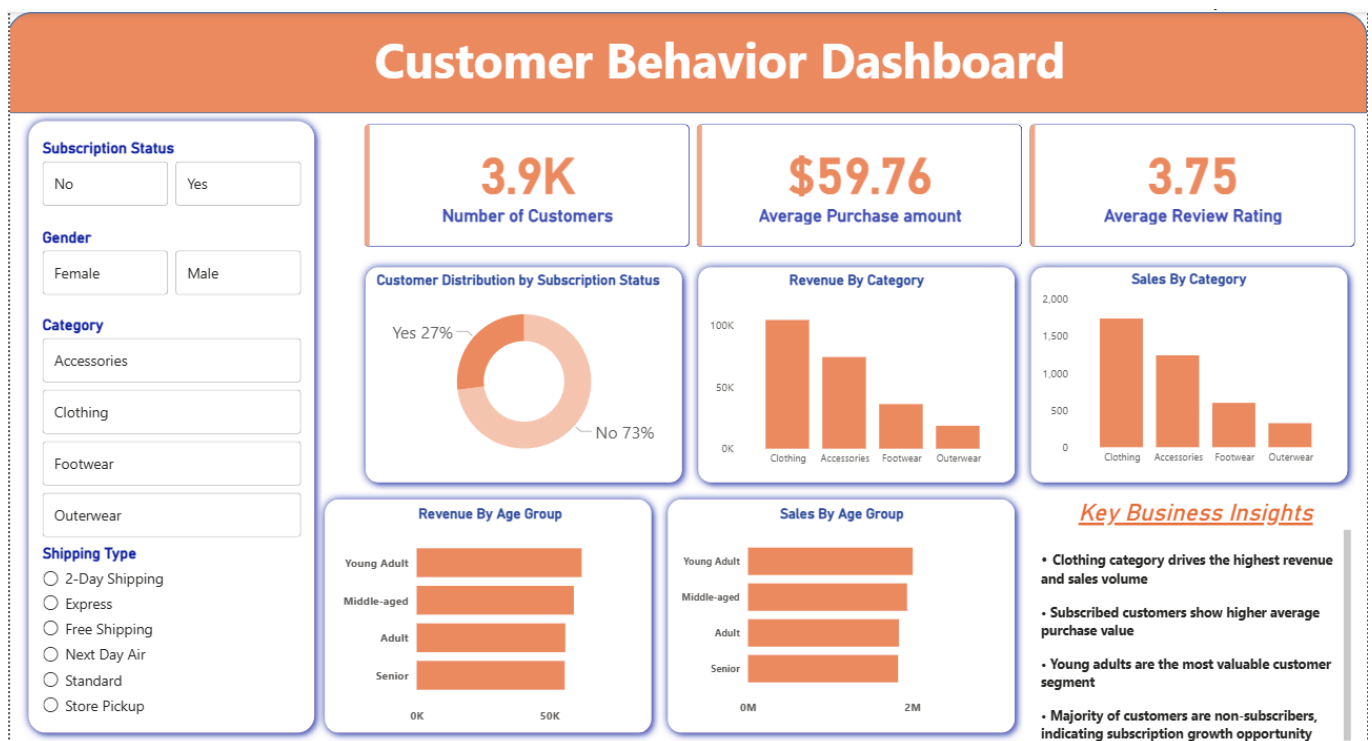 Customer Behavior Dashboard
Subscription Status
No
Yes
Gender
Female
Male
Category
Accessories
Clothing
Footwear
Outerwear
Shipping Type
2-Day Shipping
Express
Free Shipping
Next Day Air
Standard
Store Pickup
3.9K
Number of Customers
$59.76
Average Purchase amount
3.75
Average Review Rating
Customer Distribution by Subscription Status
Yes 27%
No 73%
Revenue By Category
100K
50K
0K
Clothing Accessories Footwear Outerwear
Sales By Category
2,000
1,500
1,000
500
0
Clothing Accessories Footwear Outerwear
Revenue By Age Group
Young Adult
Middle-aged
Adult
Senior
0K 50K
Sales By Age Group
Young Adult
Middle-aged
Adult
Senior
0M 2M
Key Business Insights
• Clothing category drives the highest revenue
and sales volume
• Subscribed customers show higher average
purchase value
• Young adults are the most valuable customer
segment
• Majority of customers are non-subscribers,
indicating subscription growth opportunity